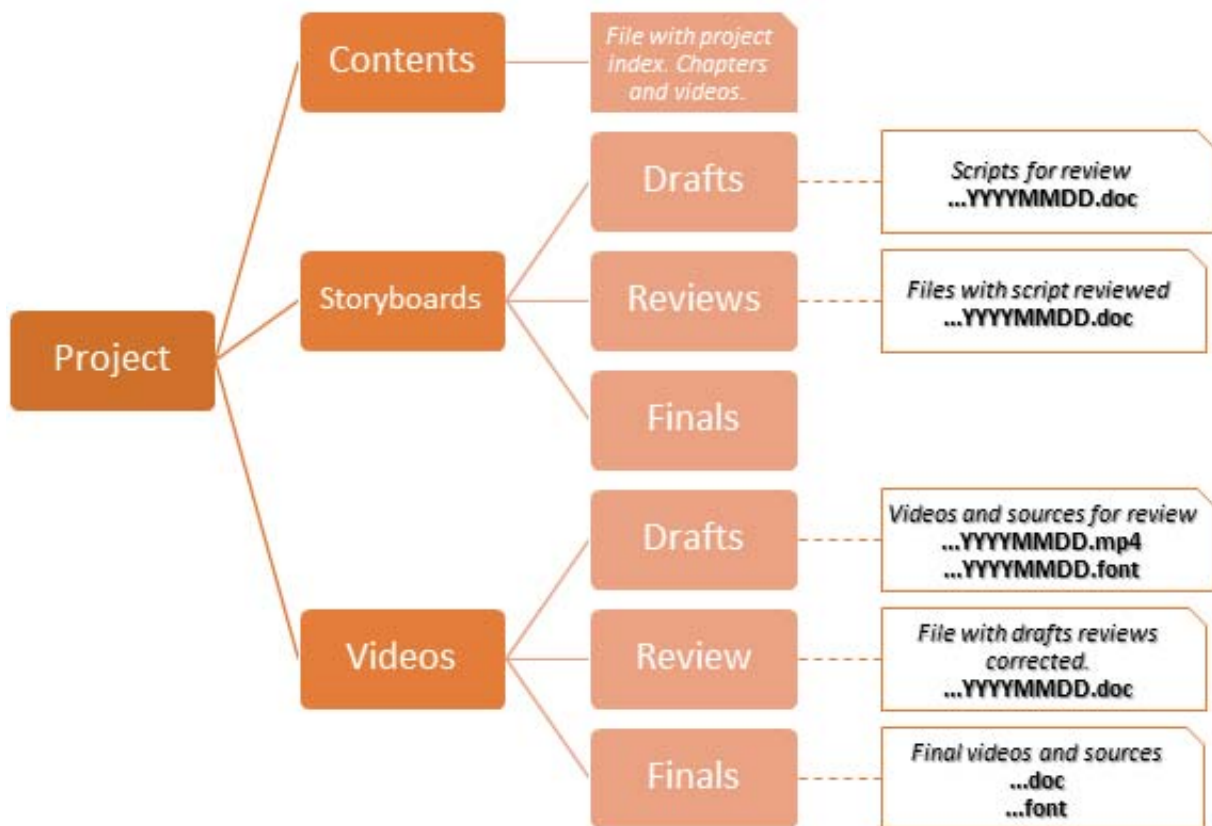 Contents
File with project
index. Chapters
and videos.
Drafts
Scripts for review
...YYYYMMDD.doc
Storyboards
Reviews
Files with script reviewed
...YYYYMMDD.doc
Project
Finals
Drafts
Videos and sources for review
...YYYYMMDD.mp4
...YYYYMMDD.font
Videos
Review
File with drafts reviews
corrected.
...YYYYMMDD.doc
Finals
Final videos and sources
...doc
...font